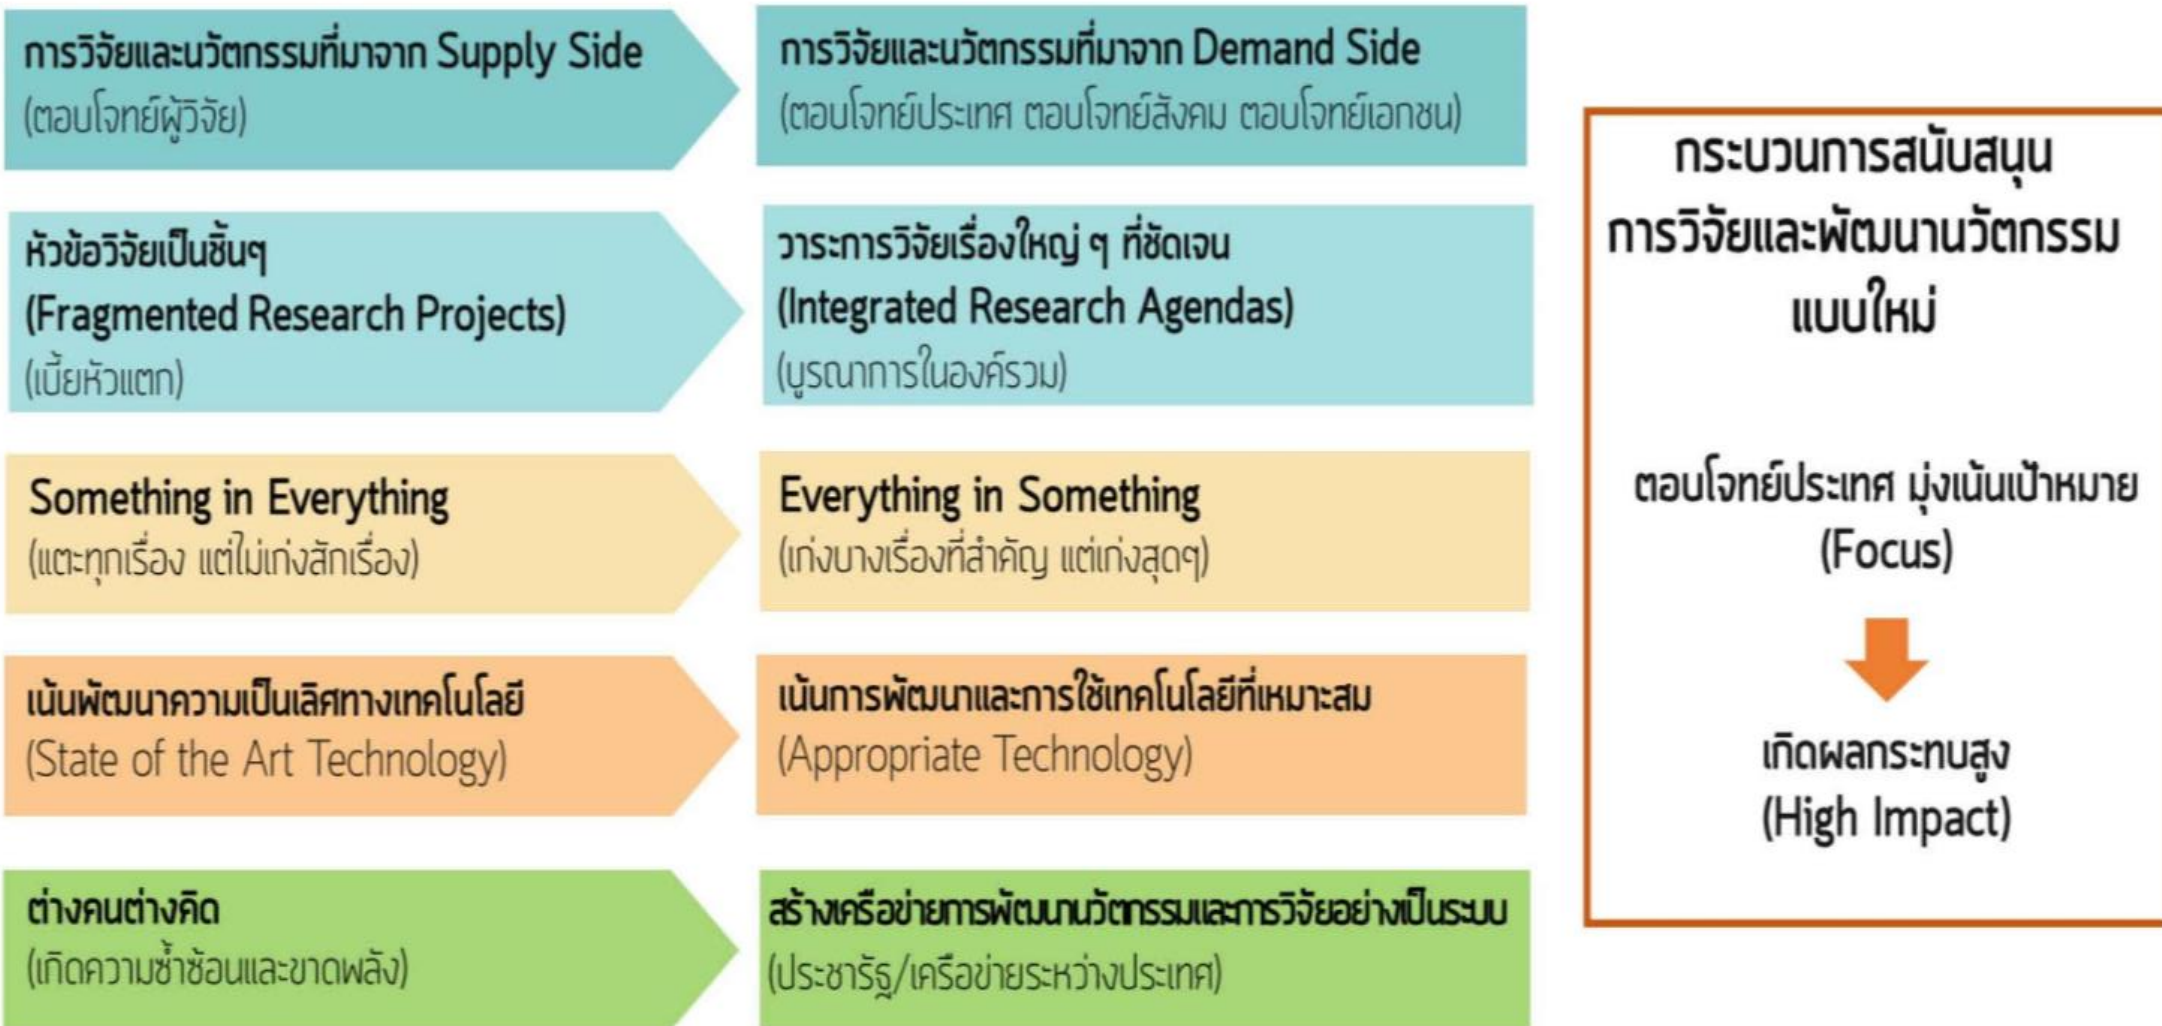 การวิจัยและนวัตกรรมที่มาจาก Supply Side
(ตอบโจทย์ผู้วิจัย)
การวิจัยและนวัตกรรมที่มาจาก Demand Side
(ตอบโจทย์ประเทศ ตอบโจทย์สังคม ตอบโจทย์เอกชน)
หัวข้อวิจัยเป็นชิ้นๆ
(Fragmented Research Projects)
(เบี้ยหัวแตก)
วาระการวิจัยเรื่องใหญ่ ๆ ที่ชัดเจน
(Integrated Research Agendas)
(บูรณาการในองค์รวม)
Something in Everything
(แตะทุกเรื่อง แต่ไม่เก่งสักเรื่อง)
Everything in Something
(เก่งบางเรื่องที่สำคัญ แต่เก่งสุดๆ)
เน้นพัฒนาความเป็นเลิศทางเทคโนโลยี
(State of the Art Technology)
เน้นการพัฒนาและการใช้เทคโนโลยีที่เหมาะสม
(Appropriate Technology)
ต่างคนต่างคิด
(เกิดความซ้ำซ้อนและขาดพลัง)
สร้างเครือข่ายการพัฒนานวัตกรรมและการวิจัยอย่างเป็นระบบ
(ประชารัฐ/เครือข่ายระหว่างประเทศ)
กระบวนการสนับสนุน
การวิจัยและพัฒนานวัตกรรม
แบบใหม่
ตอบโจทย์ประเทศ มุ่งเน้นเป้าหมาย
(Focus)
เกิดผลกระทบสูง
(High Impact)